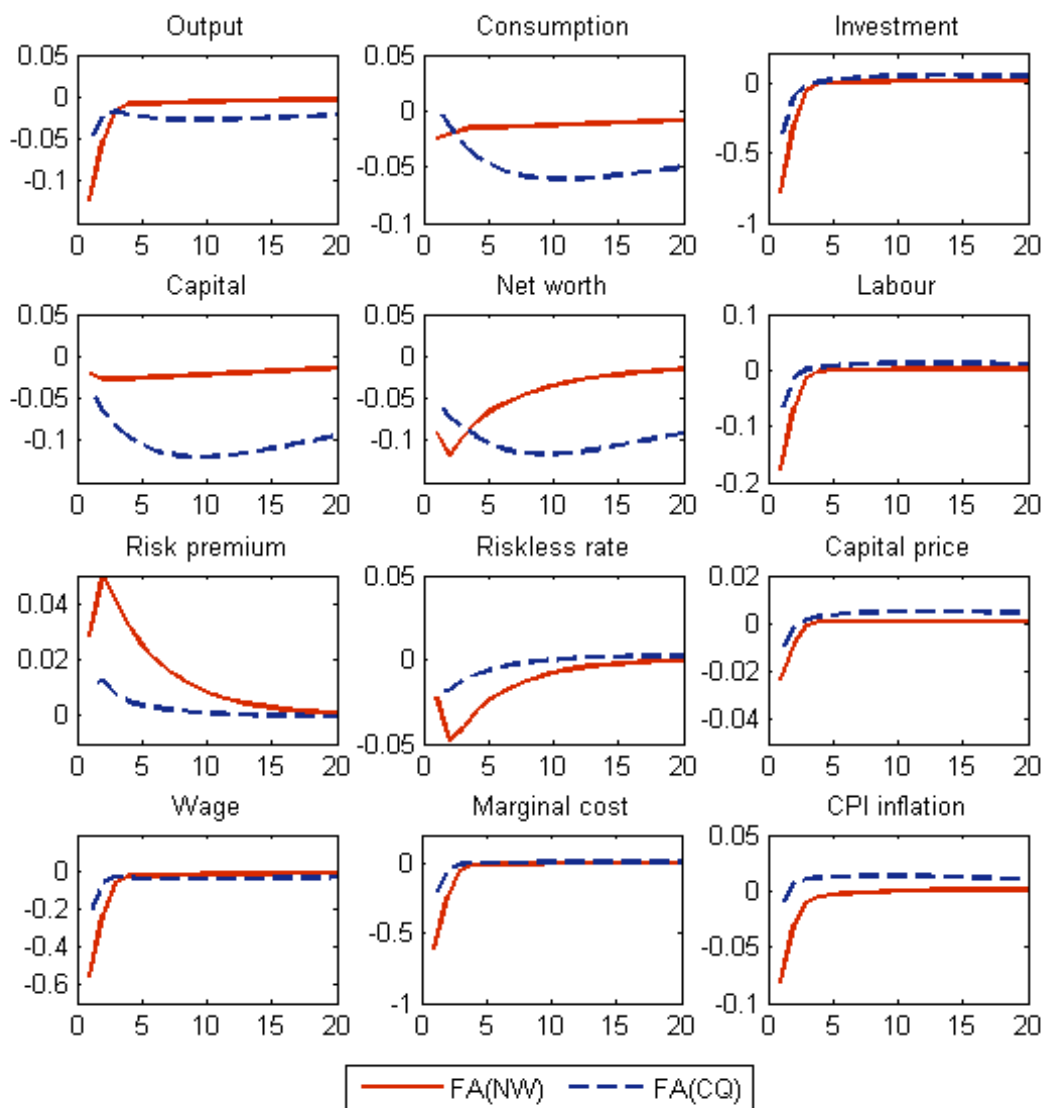 Output
Consumption
Investment
0.05
0
-0.05
-0.1
0 5 10 15 20
0.05
0
-0.05
-0.1
0 5 10 15 20
0
-0.5
-1
0 5 10 15 20
Capital
Net worth
Labour
0.05
0
-0.05
-0.1
0 5 10 15 20
0.05
0
-0.05
-0.1
0 5 10 15 20
0.1
0
-0.1
-0.2
0 5 10 15 20
Risk premium
Riskless rate
Capital price
0.04
0.02
0
0 5 10 15 20
0.05
0
-0.05
0 5 10 15 20
0.02
0
-0.02
-0.04
0 5 10 15 20
Wage
Marginal cost
CPI inflation
0
-0.2
-0.4
-0.6
0 5 10 15 20
0
-0.5
-1
0 5 10 15 20
0.05
0
-0.05
-0.1
0 5 10 15 20
FA(NW) FA(CQ)